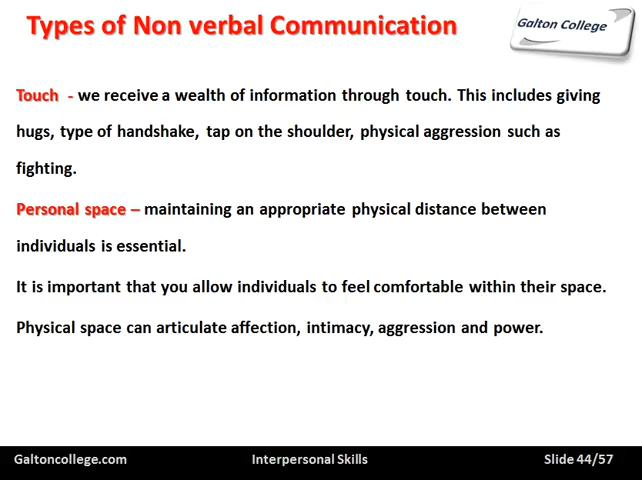 Types of Non verbal Communication
Galton College
Touch - we receive a wealth of information through touch. This includes giving
hugs, type of handshake, tap on the shoulder, physical aggression such as
fighting.
Personal space – maintaining an appropriate physical distance between
individuals is essential.
It is important that you allow individuals to feel comfortable within their space.
Physical space can articulate affection, intimacy, aggression and power.
Galtoncollege.com
Interpersonal Skills
Slide 44/57